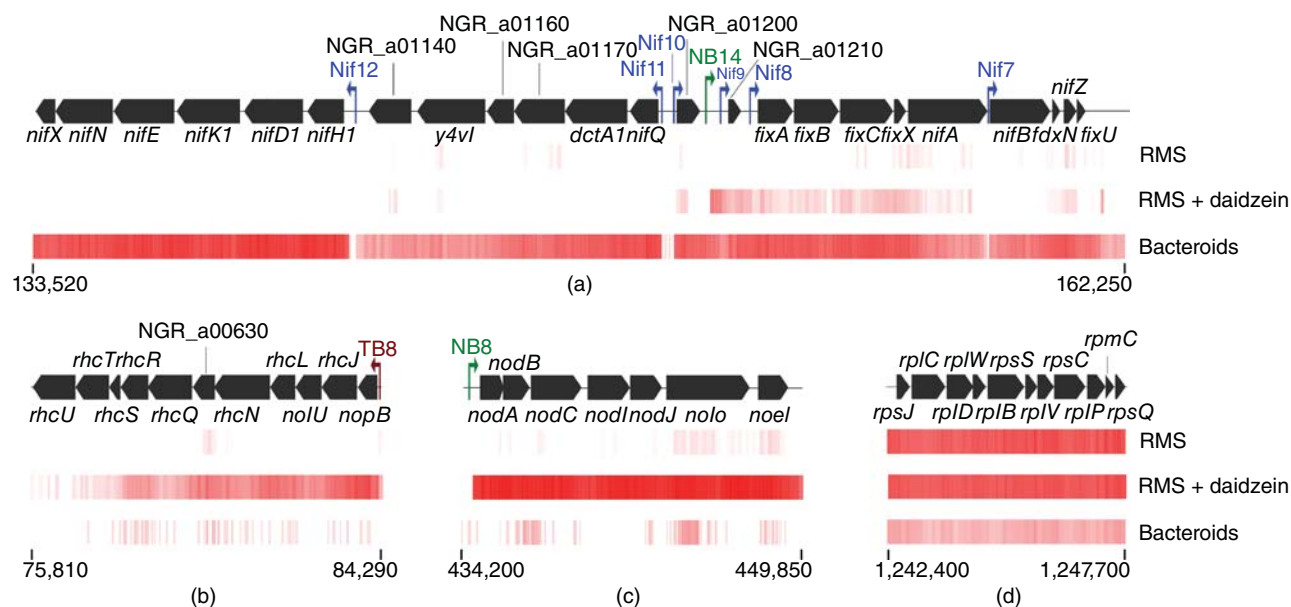 NGR_a01140
NGR_a01160
NGR_a01170
NGR_a01200
NGR_a01210
Nif12
Nif11
Nif10
NB14
Nif9
Nif8
Nif7
nifZ
nifX nifN nifE nifK1 nifD1 nifH1 y4vI dctA1 nifQ fixA fixB fixC fixX nifA nifB fdxN fixU
RMS
RMS + daidzein
Bacteroids
133,520 (a) 162,250
NGR_a00630
rhcT rhcR rhcL rhcJ TB8
rhcU rhcS rhcQ rhcN nolU nopB
75,810 84,290
(b)
NB8 nodB
nodA nodC nodI nodJ nolo noeI
434,200 449,850
(c)
rpmC
rplC rplW rpsS rpsC
rpsJ rplD rplB rplV rplP rpsQ
RMS
RMS + daidzein
Bacteroids
1,242,400 1,247,700
(d)